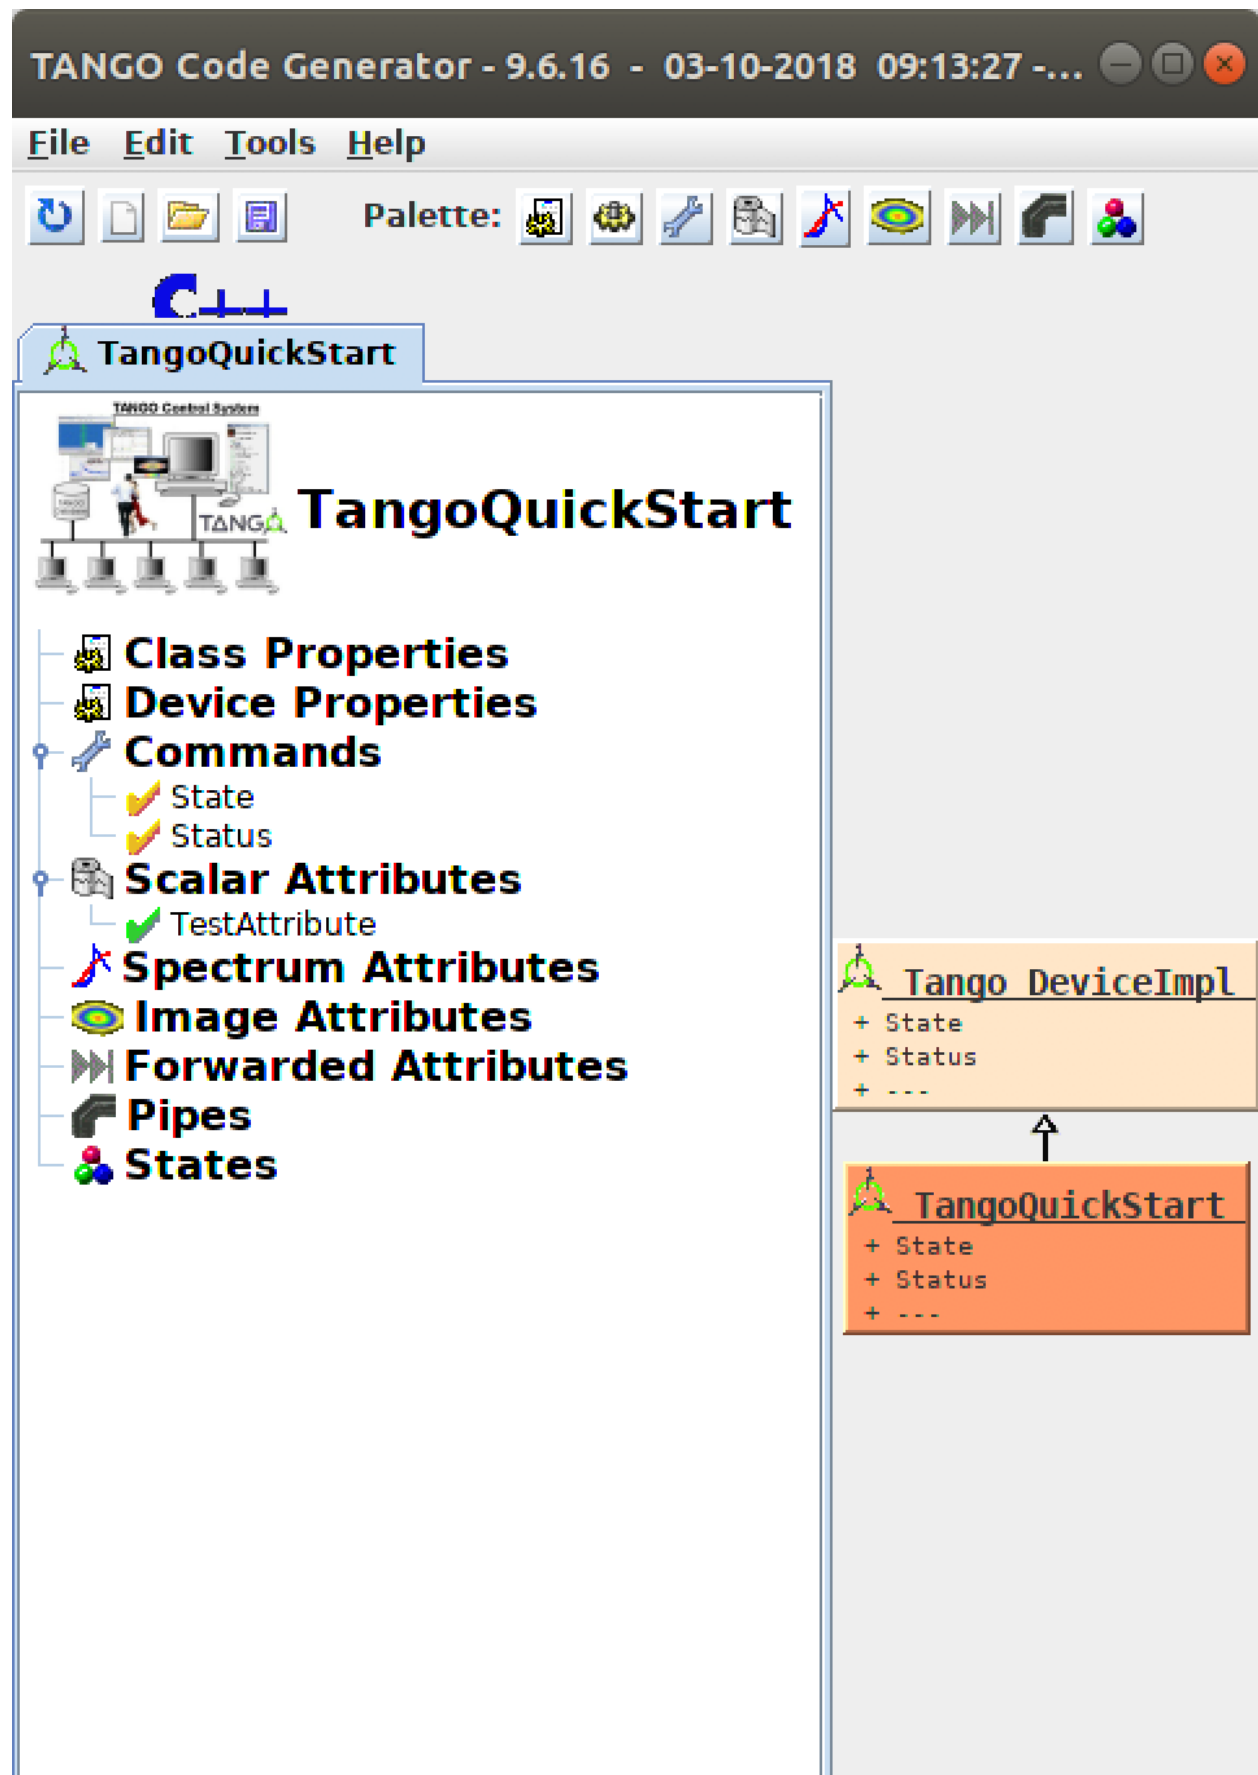 TANGO Code Generator - 9.6.16 - 03-10-2018 09:13:27 -...
File Edit Tools Help
Palette:
C++
TangoQuickStart
TANGO Control System
TANGO
TangoQuickStart
Class Properties
Device Properties
Commands
State
Status
Scalar Attributes
TestAttribute
Spectrum Attributes
Image Attributes
Forwarded Attributes
Pipes
States
Tango DeviceImpl
+ State
+ Status
+ ---
TangoQuickStart
+ State
+ Status
+ ---